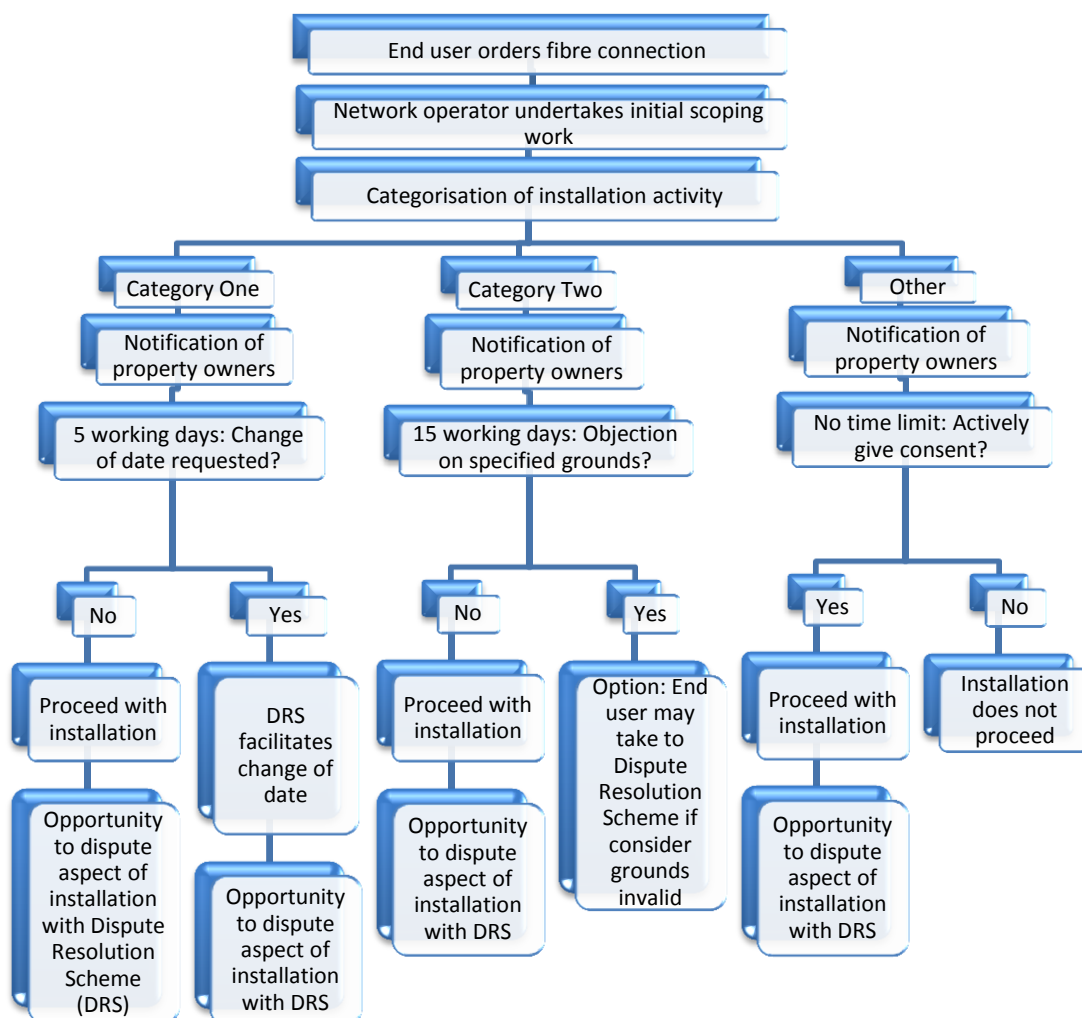 End user orders fibre connection
Network operator undertakes initial scoping
work
Categorisation of installation activity
Category One
Notification of
property owners
5 working days: Change
of date requested?
No
Proceed with
installation
Opportunity
to dispute
aspect of
installation
with Dispute
Resolution
Scheme
(DRS)
Yes
DRS
facilitates
change of
date
Opportunity
to dispute
aspect of
installation
with DRS
Category Two
Notification of
property owners
15 working days: Objection
on specified grounds?
No
Proceed with
installation
Opportunity
to dispute
aspect of
installation
with DRS
Yes
Option: End
user may
take to
Dispute
Resolution
Scheme if
consider
grounds
invalid
Other
Notification of
property owners
No time limit: Actively
give consent?
Yes
Proceed with
installation
Opportunity
to dispute
aspect of
installation
with DRS
No
Installation
does not
proceed